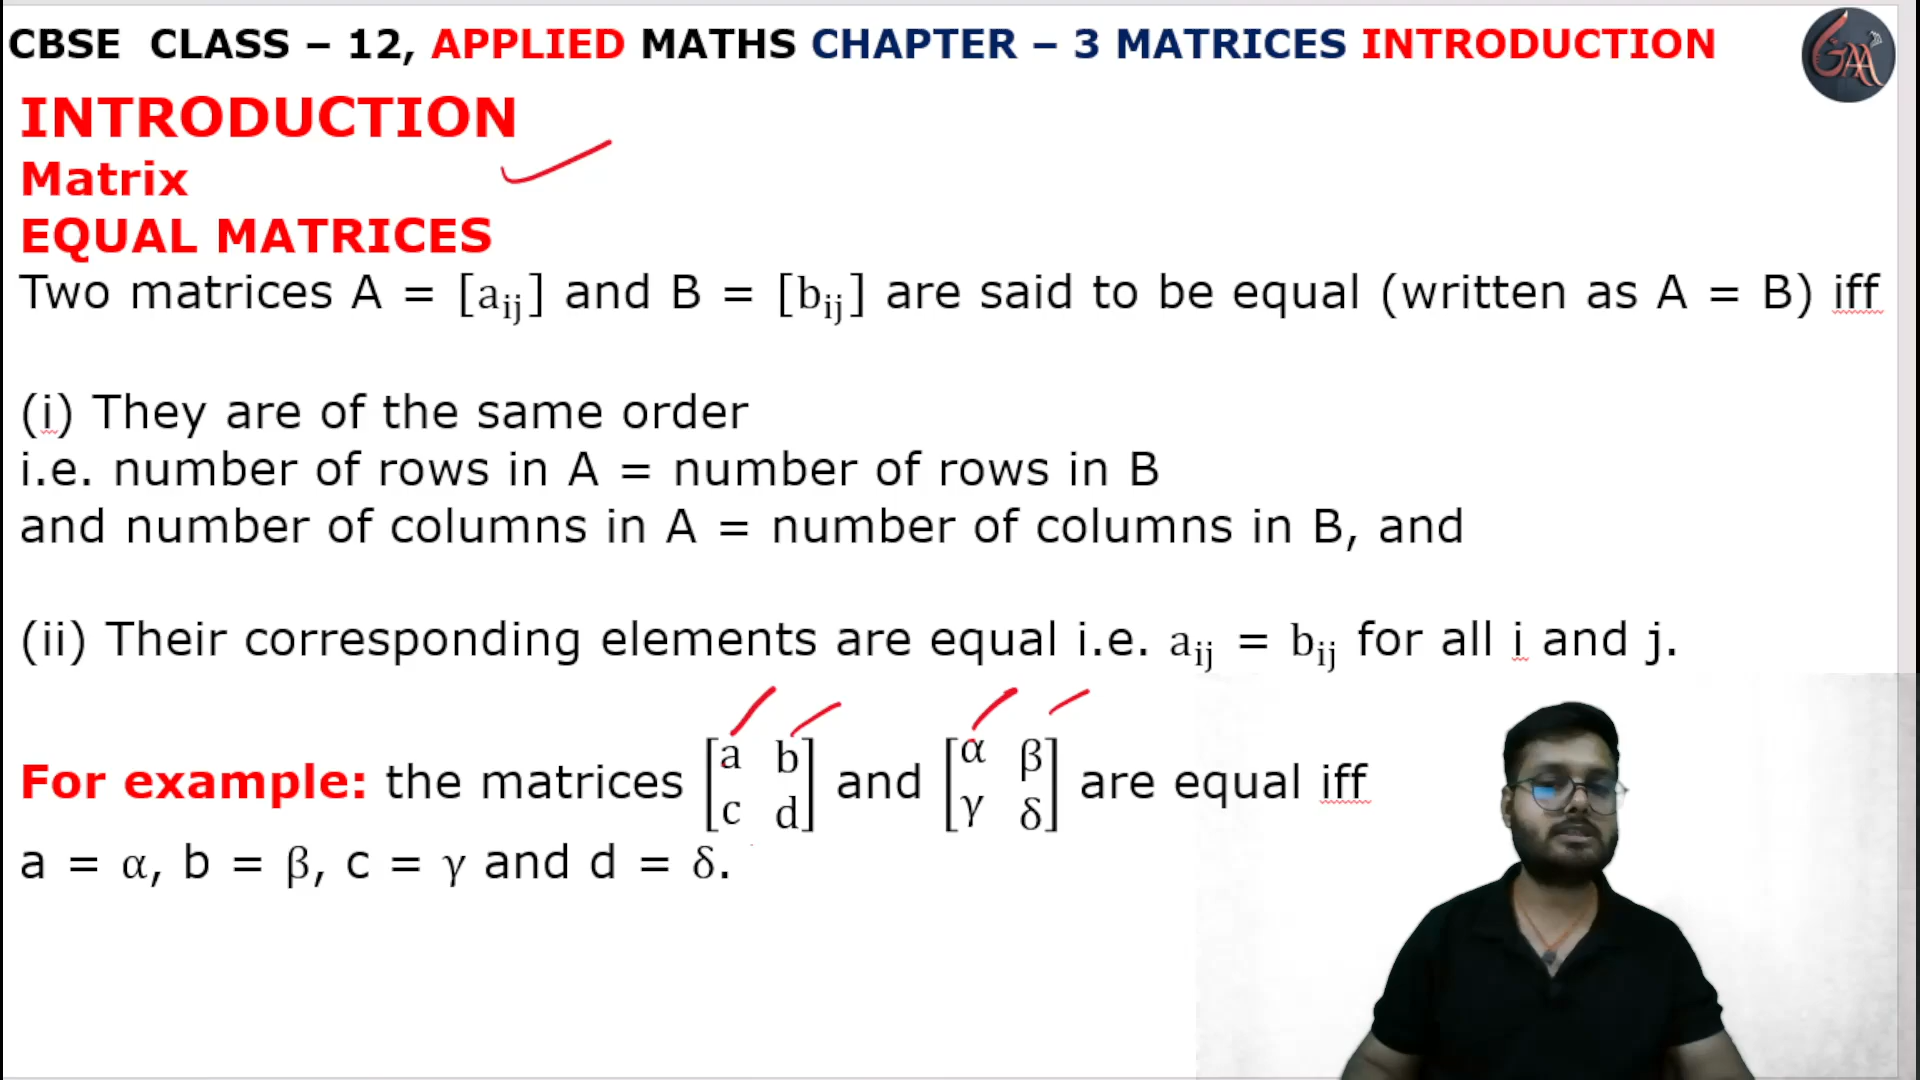 CBSE CLASS – 12, APPLIED MATHS CHAPTER – 3 MATRICES INTRODUCTION
INTRODUCTION
Matrix
EQUAL MATRICES
Two matrices A = [aᵢⱼ] and B = [bᵢⱼ] are said to be equal (written as A = B) iff
(i) They are of the same order
i.e. number of rows in A = number of rows in B
and number of columns in A = number of columns in B, and
(ii) Their corresponding elements are equal i.e. aᵢⱼ = bᵢⱼ for all i and j.
For example: the matrices [a b; c d] and [α β; γ δ] are equal iff
a = α, b = β, c = γ and d = δ.